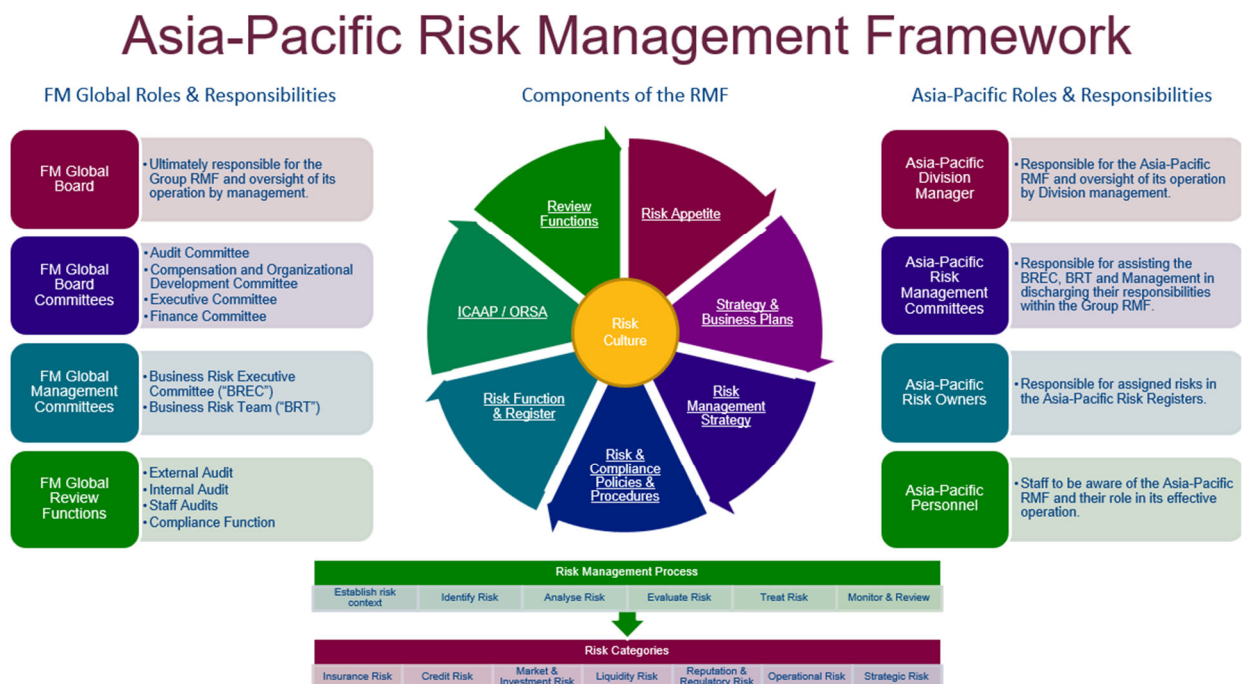 Asia-Pacific Risk Management Framework
FM Global Roles & Responsibilities
FM Global
Board
•Ultimately responsible for the
Group RMF and oversight of its
operation by management.
FM Global
Board
Committees
•Audit Committee
•Compensation and Organizational
Development Committee
•Executive Committee
•Finance Committee
FM Global
Management
Committees
•Business Risk Executive
Committee (“BREC”)
•Business Risk Team (“BRT”)
FM Global
Review
Functions
•External Audit
•Internal Audit
•Staff Audits
•Compliance Function
Components of the RMF
Risk Appetite
Strategy &
Business Plans
Risk
Management
Strategy
Risk &
Compliance
Policies &
Procedures
Risk Function
& Register
ICAAP / ORSA
Review
Functions
Risk
Culture
Asia-Pacific Roles & Responsibilities
Asia-Pacific
Division
Manager
•Responsible for the Asia-Pacific
RMF and oversight of its operation
by Division management.
Asia-Pacific
Risk
Management
Committees
•Responsible for assisting the
BREC, BRT and Management in
discharging their responsibilities
within the Group RMF.
Asia-Pacific
Risk Owners
•Responsible for assigned risks in
the Asia-Pacific Risk Registers.
Asia-Pacific
Personnel
•Staff to be aware of the Asia-Pacific
RMF and their role in its effective
operation.
Risk Management Process
Establish risk
context
Identify Risk
Analyse Risk
Evaluate Risk
Treat Risk
Monitor & Review
Risk Categories
Insurance Risk
Credit Risk
Market &
Investment Risk
Liquidity Risk
Reputation &
Regulatory Risk
Operational Risk
Strategic Risk